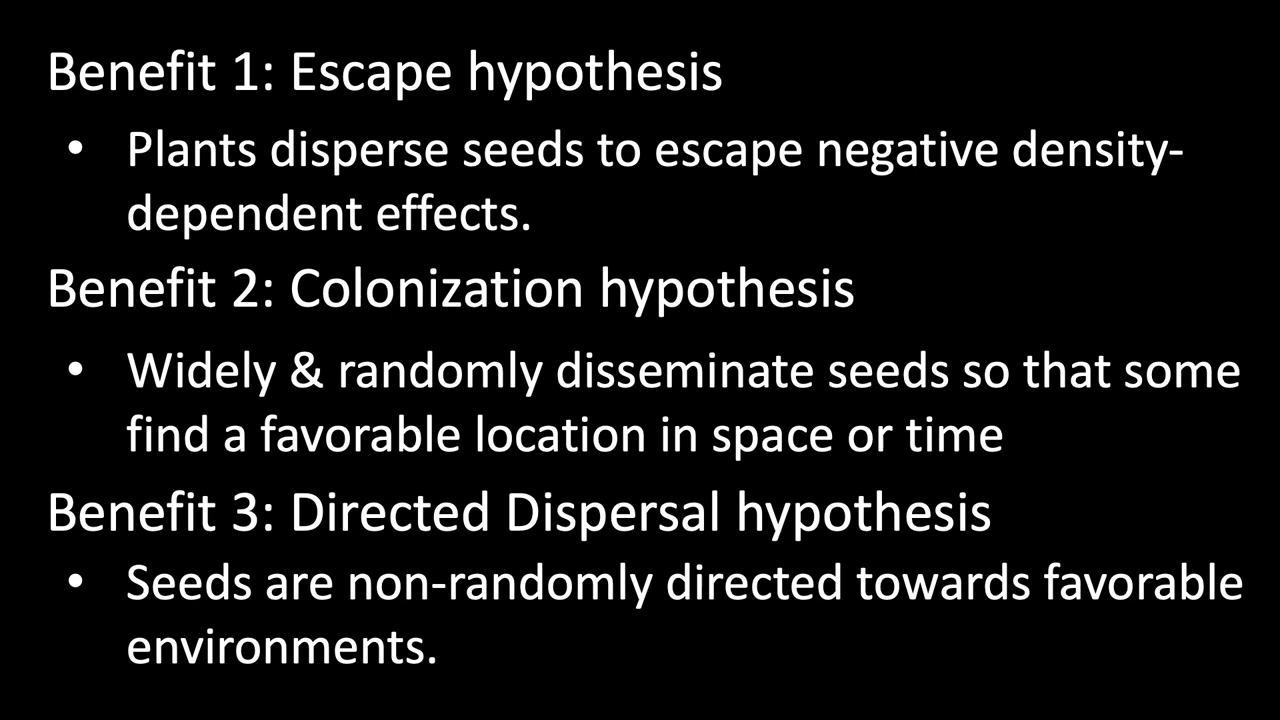 Benefit 1: Escape hypothesis
• Plants disperse seeds to escape negative density-
dependent effects.
Benefit 2: Colonization hypothesis
• Widely & randomly disseminate seeds so that some
find a favorable location in space or time
Benefit 3: Directed Dispersal hypothesis
• Seeds are non-randomly directed towards favorable
environments.